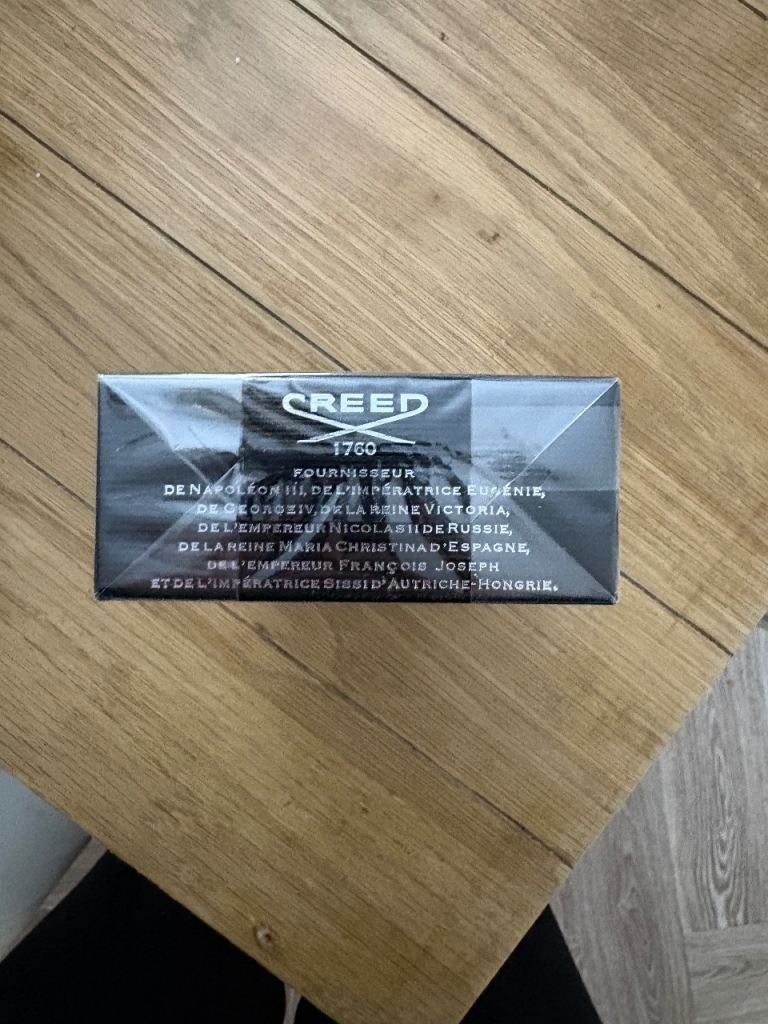 CREED
1760
FOURNISSEUR
DE NAPOLÉON III, DE L'IMPÉRATRICE EUGÉNIE,
DE GEORGE IV, DE LA REINE VICTORIA,
DE L'EMPEREUR NICOLAS II DE RUSSIE,
DE LA REINE MARIA CHRISTINA D'ESPAGNE,
DE L'EMPEREUR FRANÇOIS JOSEPH
ET DE L'IMPÉRATRICE SISSI D'AUTRICHE-HONGRIE.